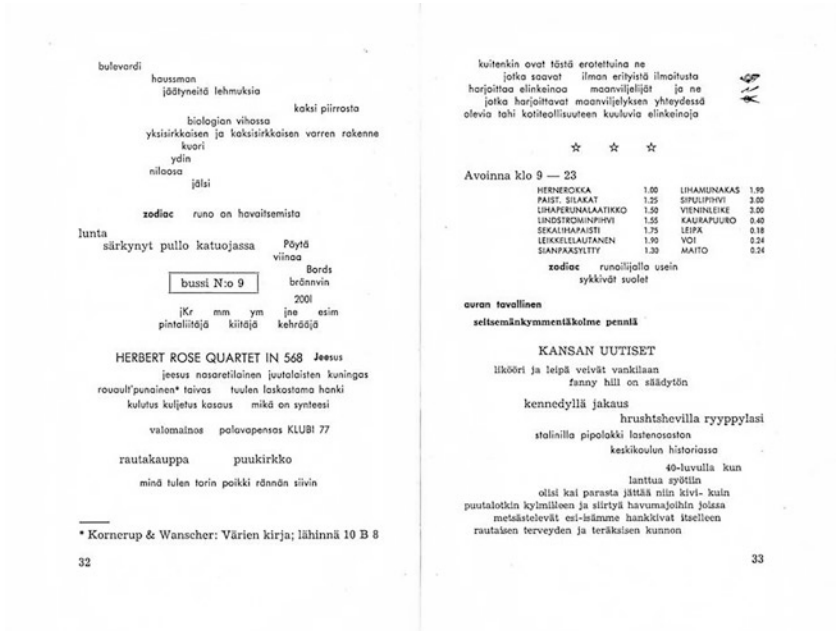 bulevardi
haussman
jäätyneitä lehmuksia
kaksi piirrosta
biologian vihossa
yksisirkkaisen ja kaksisirkkaisen varren rakenne
kuori
ydin
niloosa
jälsi
zodiac runo on havaitsemista
lunta
särkynyt pullo katuojassa Pöytä
viinaa
Bords
bussi N:o 9 brännvin
2001
jKr mm ym jne esim
pintaliitäjä kiitäjä kehrääjä
HERBERT ROSE QUARTET IN 568 Jeesus
jeesus nasaretilainen juutalaisten kuningas
rouault'punainen* taivas tuulen laskostama hanki
kulutus kuljetus kasaus mikä on synteesi
valomainos palavapensas KLUBI 77
rautakauppa puukirkko
minä tulen torin poikki rännän siivin
* Kornerup & Wanscher: Värien kirja; lähinnä 10 B 8
32
kuitenkin ovat tästä erotettuina ne
jotka saavat ilman erityistä ilmoitusta
harjoittaa elinkeinoa maanviljelijät ja ne
jotka harjoittavat maanviljelyksen yhteydessä
olevia tahi kotiteollisuuteen kuuluvia elinkeinoja
☆ ☆ ☆
Avoinna klo 9 — 23
HERNEROKKA 1.00 LIHAMUNAKAS 1.90
PAIST. SILAKAT 1.25 SIPULIPIHVI 3.00
LIHAPERUNALAATIKKO 1.50 VIENINLEIKE 3.00
LINDSTRÖMINPIHVI 1.55 KAURAPUURO 0.40
SEKALIHAPAISTI 1.75 LEIPÄ 0.18
LEIKKELELAUTANEN 1.90 VOI 0.24
SIANPÄÄSYLTTY 1.30 MAITO 0.24
zodiac runoilijalla usein
sykkivät suolet
auran tavallinen
seitsemänkymmentäkolme penniä
KANSAN UUTISET
likööri ja leipä veivät vankilaan
fanny hill on säädytön
kennedyllä jakaus
hrushtshevilla ryyppylasi
stalinilla pipalakki lastenosaston
keskikoulun historiassa
40-luvulla kun
lanttua syötiin
olisi kai parasta jättää niin kivi- kuin
puutalotkin kylmilleen ja siirtyä havumajoihin joissa
metsästelevät esi-isämme hankkivat itselleen
rautaisen terveyden ja teräksisen kunnon
33